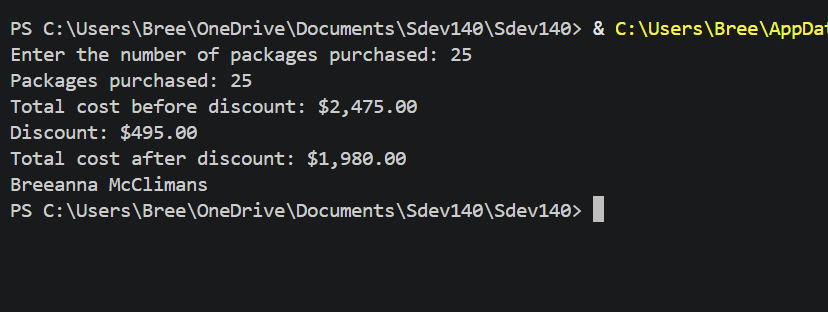 PS C:\Users\Bree\OneDrive\Documents\Sdev140\Sdev140> & C:\Users\Bree\AppDat
Enter the number of packages purchased: 25
Packages purchased: 25
Total cost before discount: $2,475.00
Discount: $495.00
Total cost after discount: $1,980.00
Breeanna McClimans
PS C:\Users\Bree\OneDrive\Documents\Sdev140\Sdev140>